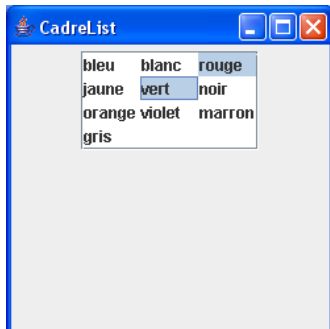 CadreList
bleu blanc rouge
jaune vert noir
orange violet marron
gris